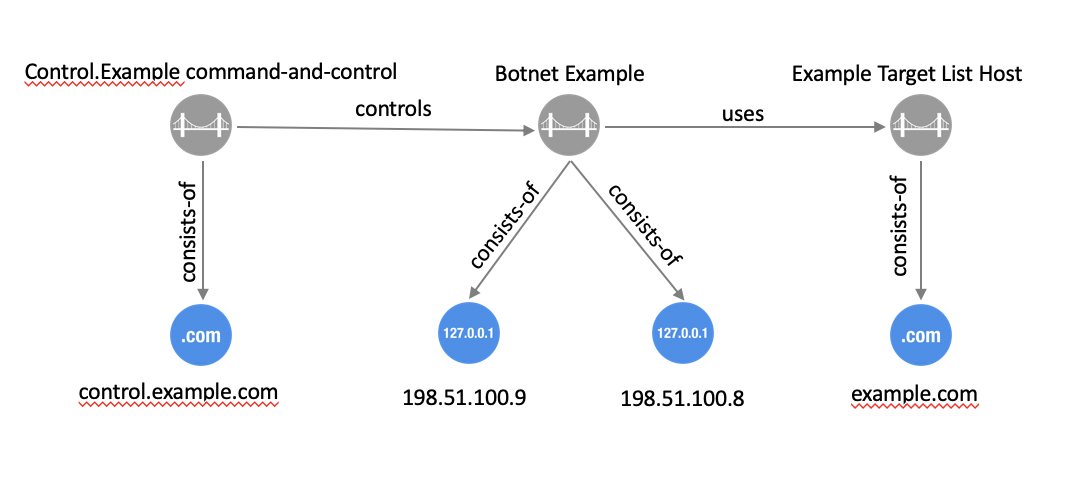 Control.Example command-and-control
Botnet Example
Example Target List Host
controls
uses
consists-of
consists-of
consists-of
consists-of
.com
127.0.0.1
127.0.0.1
.com
control.example.com
198.51.100.9
198.51.100.8
example.com